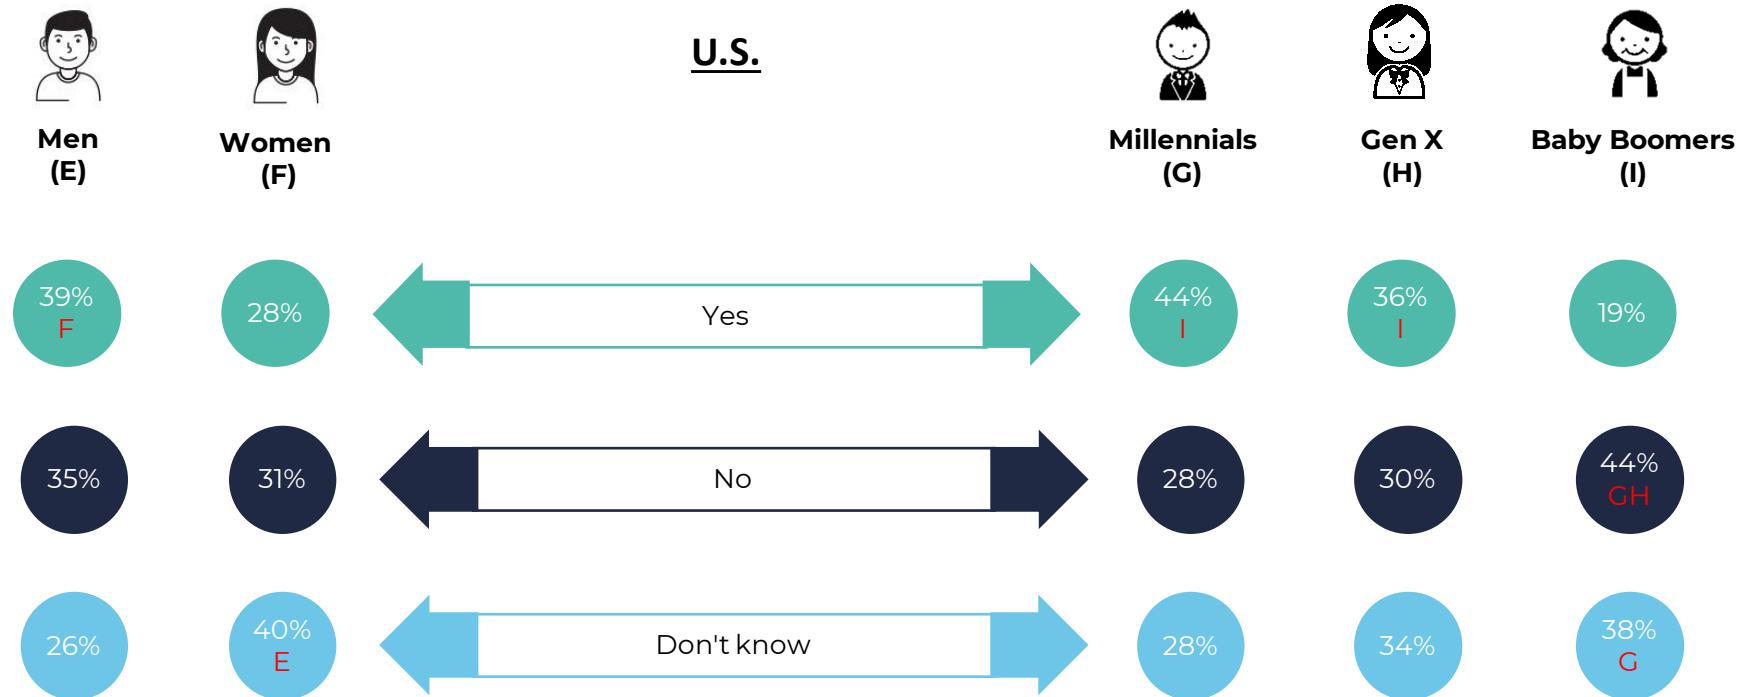 U.S.
Men
(E)
Women
(F)
Millennials
(G)
Gen X
(H)
Baby Boomers
(I)
39%
F
28%
Yes
44%
I
36%
I
19%
35%
31%
No
28%
30%
44%
GH
26%
40%
E
Don't know
28%
34%
38%
G